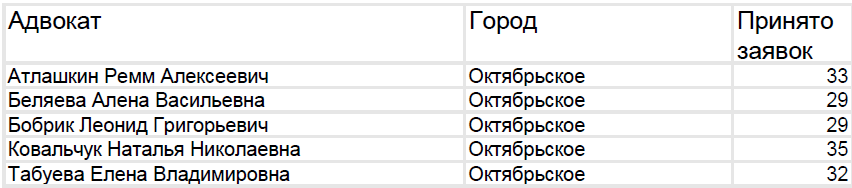 Адвокат Город Принято
заявок
Атлашкин Ремм Алексеевич Октябрьское 33
Беляева Алена Васильевна Октябрьское 29
Бобрик Леонид Григорьевич Октябрьское 29
Ковальчук Наталья Николаевна Октябрьское 35
Табуева Елена Владимировна Октябрьское 32